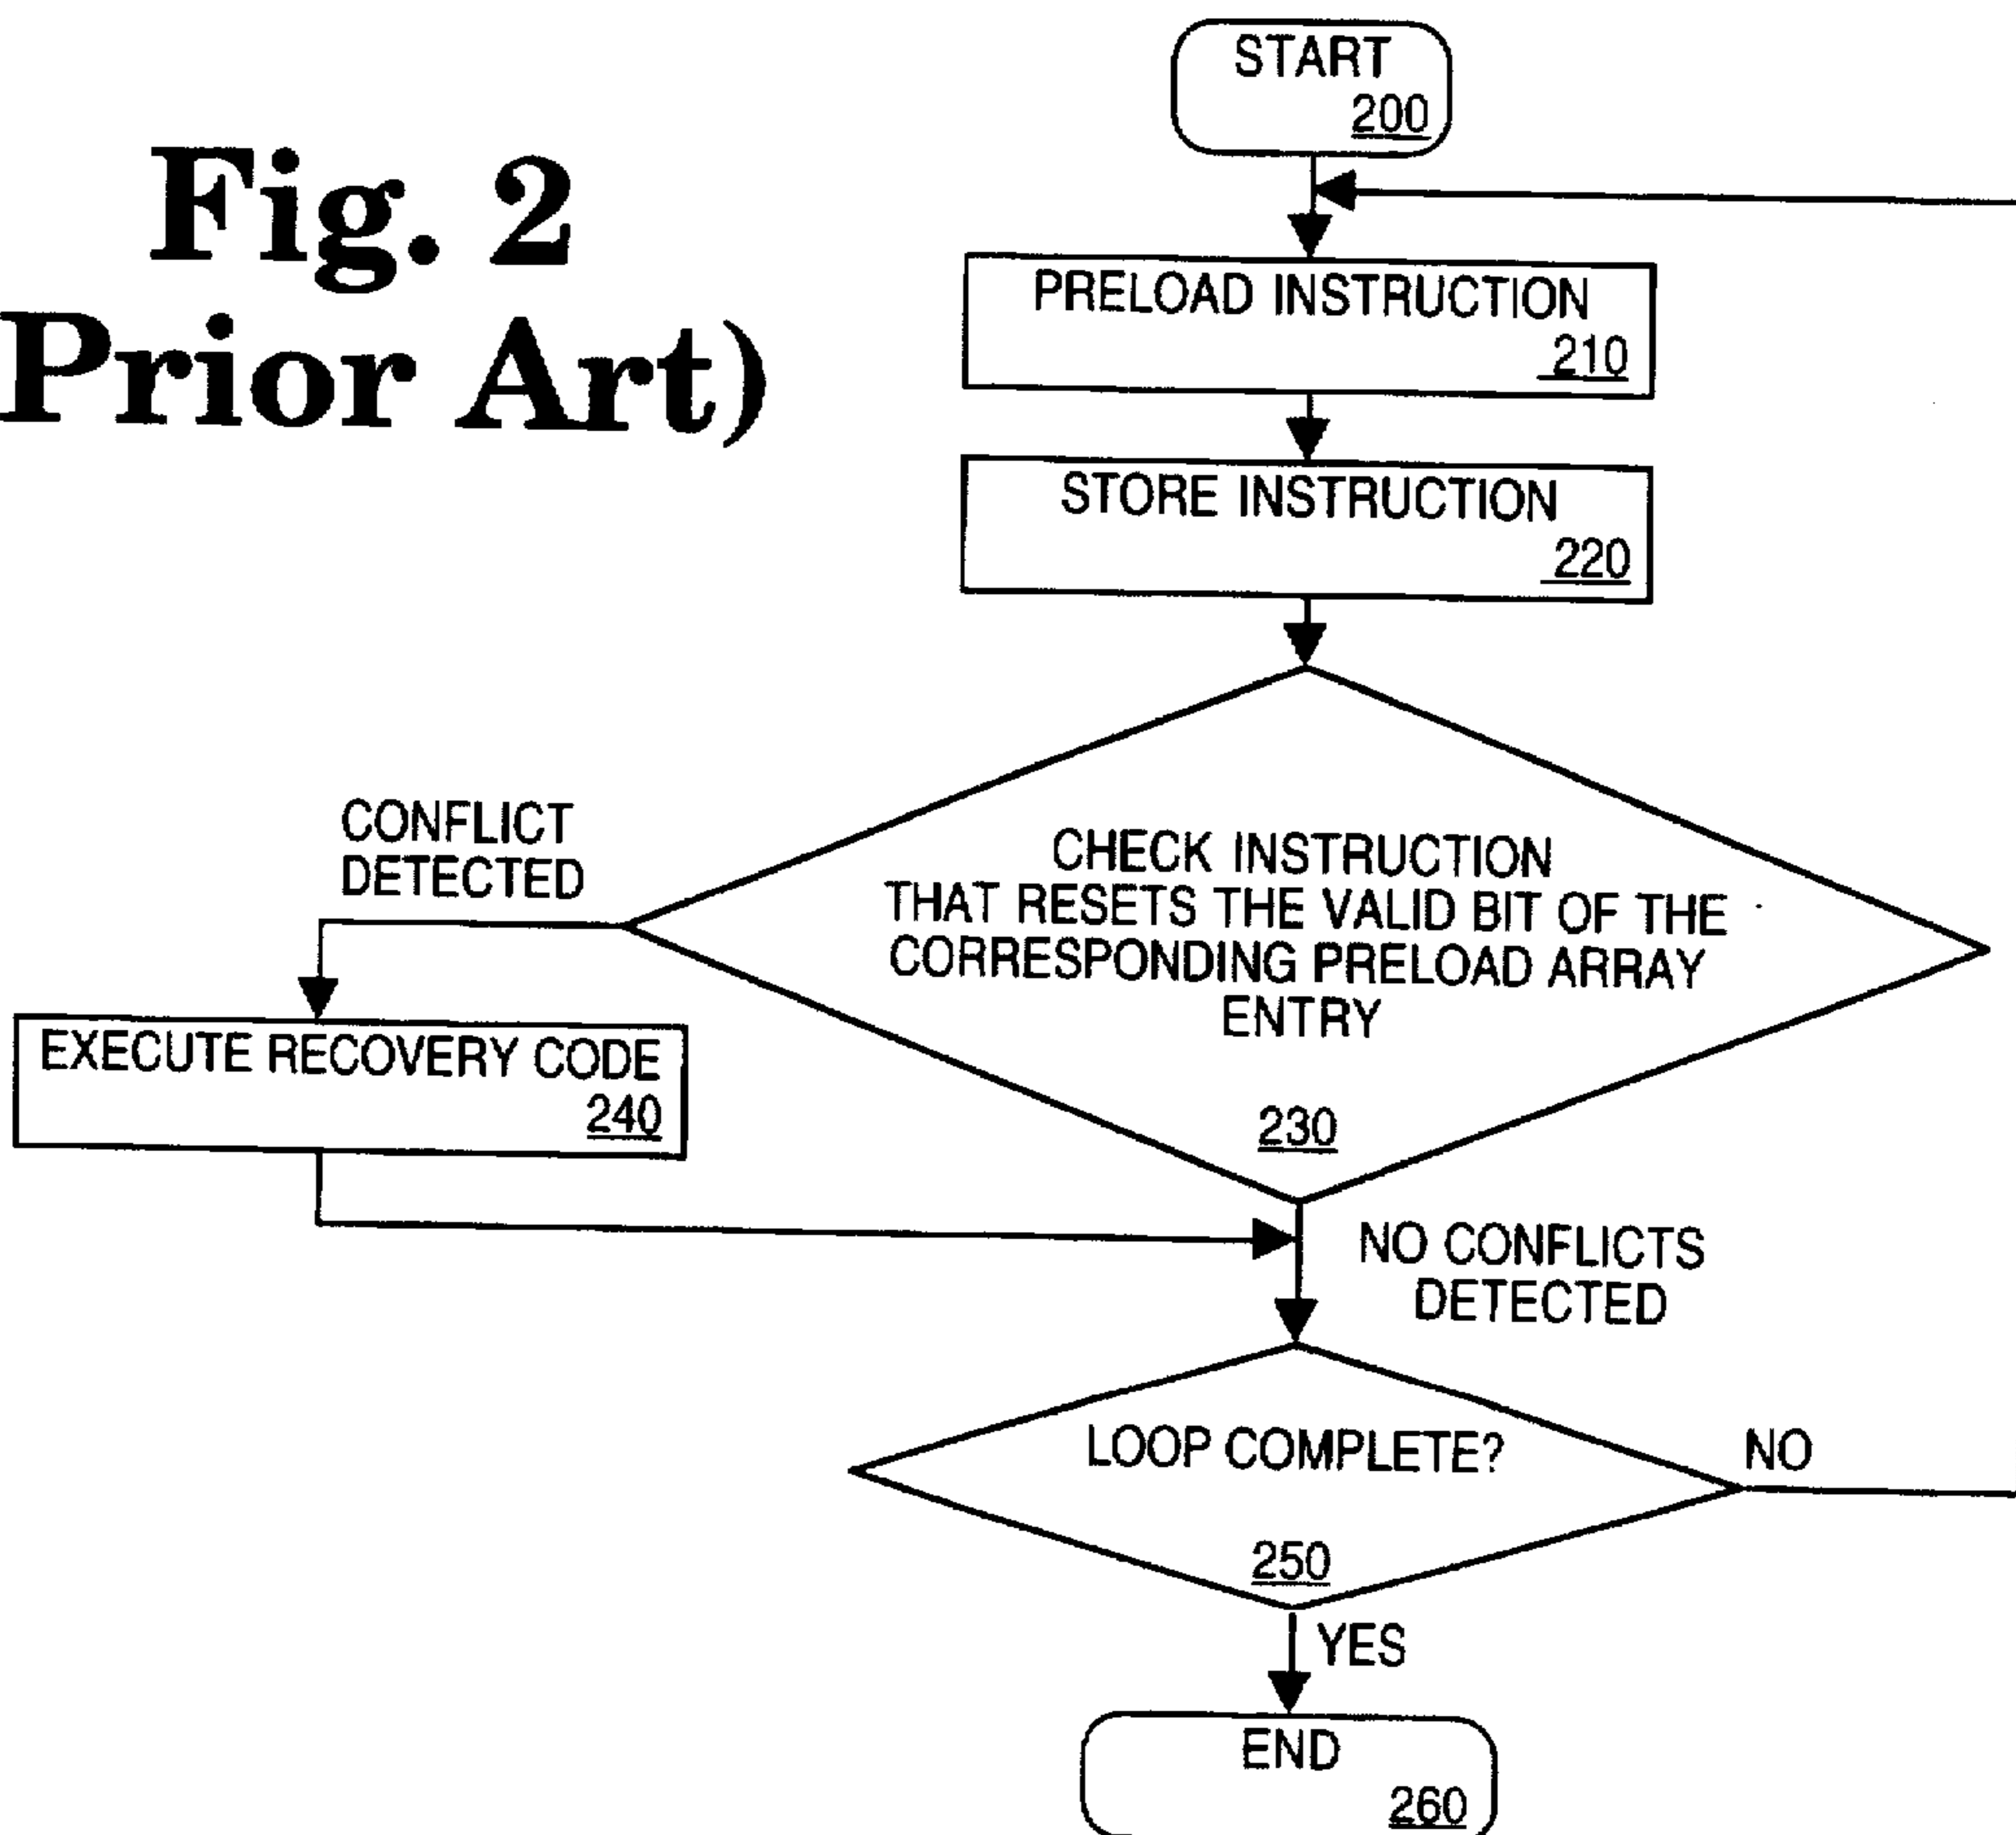 Fig. 2
Prior Art)
START
200
PRELOAD INSTRUCTION
210
STORE INSTRUCTION
220
CONFLICT
DETECTED
CHECK INSTRUCTION
THAT RESETS THE VALID BIT OF THE
CORRESPONDING PRELOAD ARRAY
ENTRY
230
EXECUTE RECOVERY CODE
240
NO CONFLICTS
DETECTED
LOOP COMPLETE?
250
NO
YES
END
260